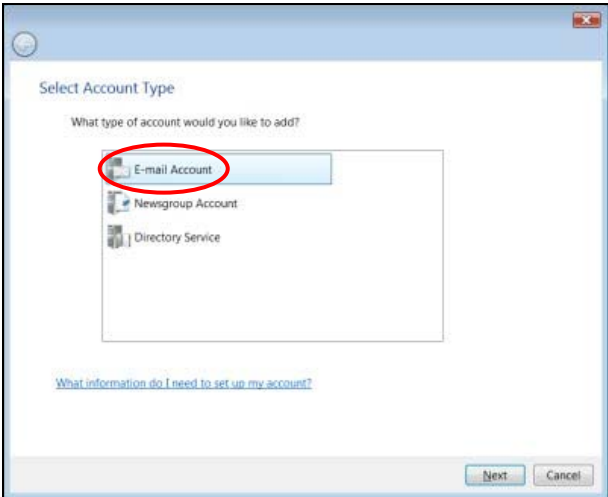 Select Account Type
What type of account would you like to add?
E-mail Account
Newsgroup Account
Directory Service
What information do I need to set up my account?
Next
Cancel